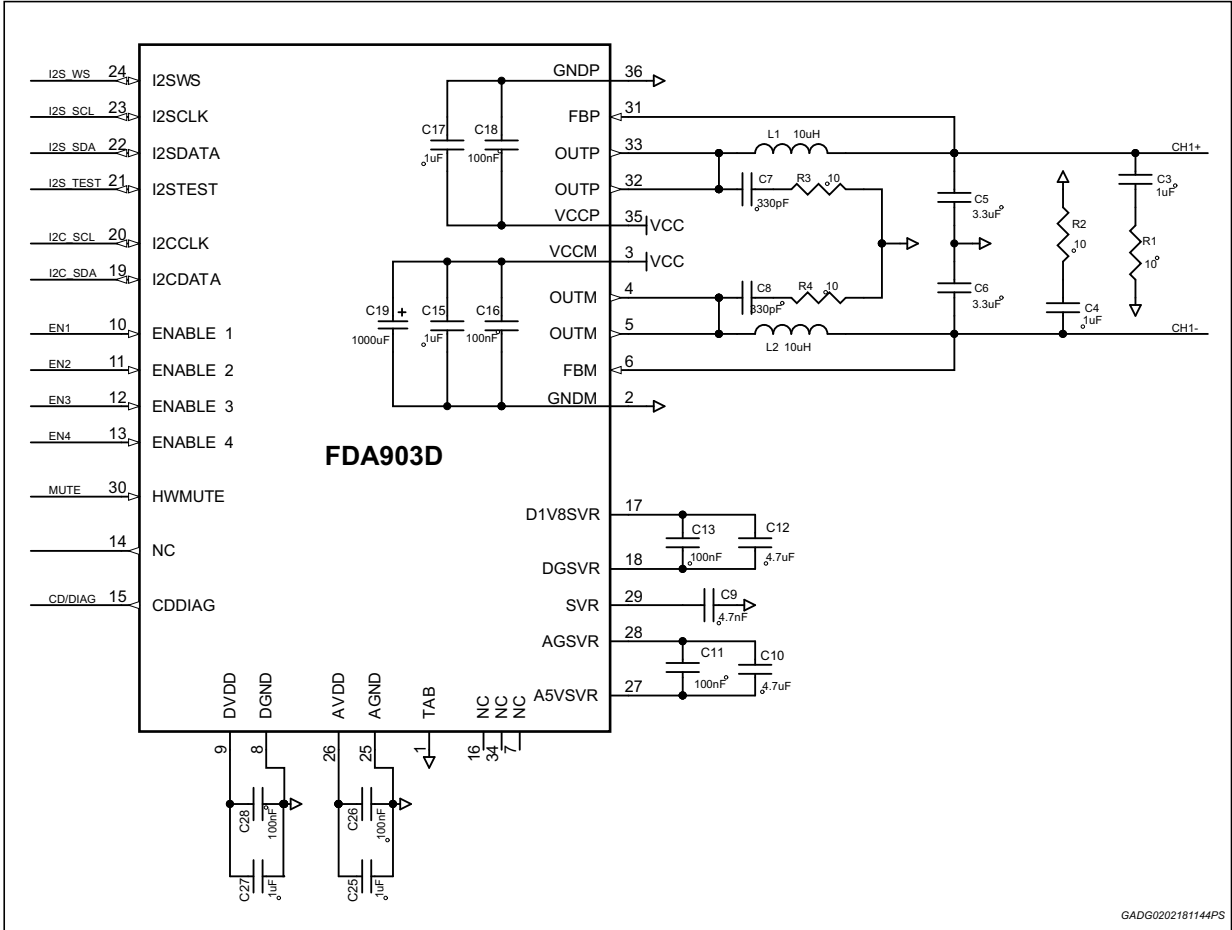 I2S_WS 24 I2SWS
I2S_SCL 23 I2SCLK
I2S_SDA 22 I2SDATA
I2S_TEST 21 I2STEST
I2C_SCL 20 I2CCLK
I2C_SDA 19 I2CDATA
EN1 10 ENABLE 1
EN2 11 ENABLE 2
EN3 12 ENABLE 3
EN4 13 ENABLE 4
MUTE 30 HWMUTE
14 NC
CD/DIAG 15 CDDIAG
FDA903D
GNDP 36
FBP 31
OUTP 33
OUTP 32
VCCP 35 VCC
VCCM 3 VCC
OUTM 4
OUTM 5
FBM 6
GNDM 2
D1V8SVR 17
DGSVR 18
SVR 29
AGSVR 28
A5VSVR 27
C17
1uF
C18
100nF
C19 +
1000uF
C15
1uF
C16
100nF
L1 10uH
C7
330pF
R3 10
C8
330pF
R4 10
L2 10uH
C5
3.3uF
C6
3.3uF
R2
10
C4
1uF
C3
1uF
R1
10
CH1+
CH1-
C13
100nF
C12
4.7uF
C9
4.7nF
C11
100nF
C10
4.7uF
DVDD
9
DGND
8
AVDD
26
AGND
25
TAB
1
NC
16
NC
34
NC
7
C28
100nF
C27
1uF
C26
100nF
C25
1uF
GADG0202181144PS